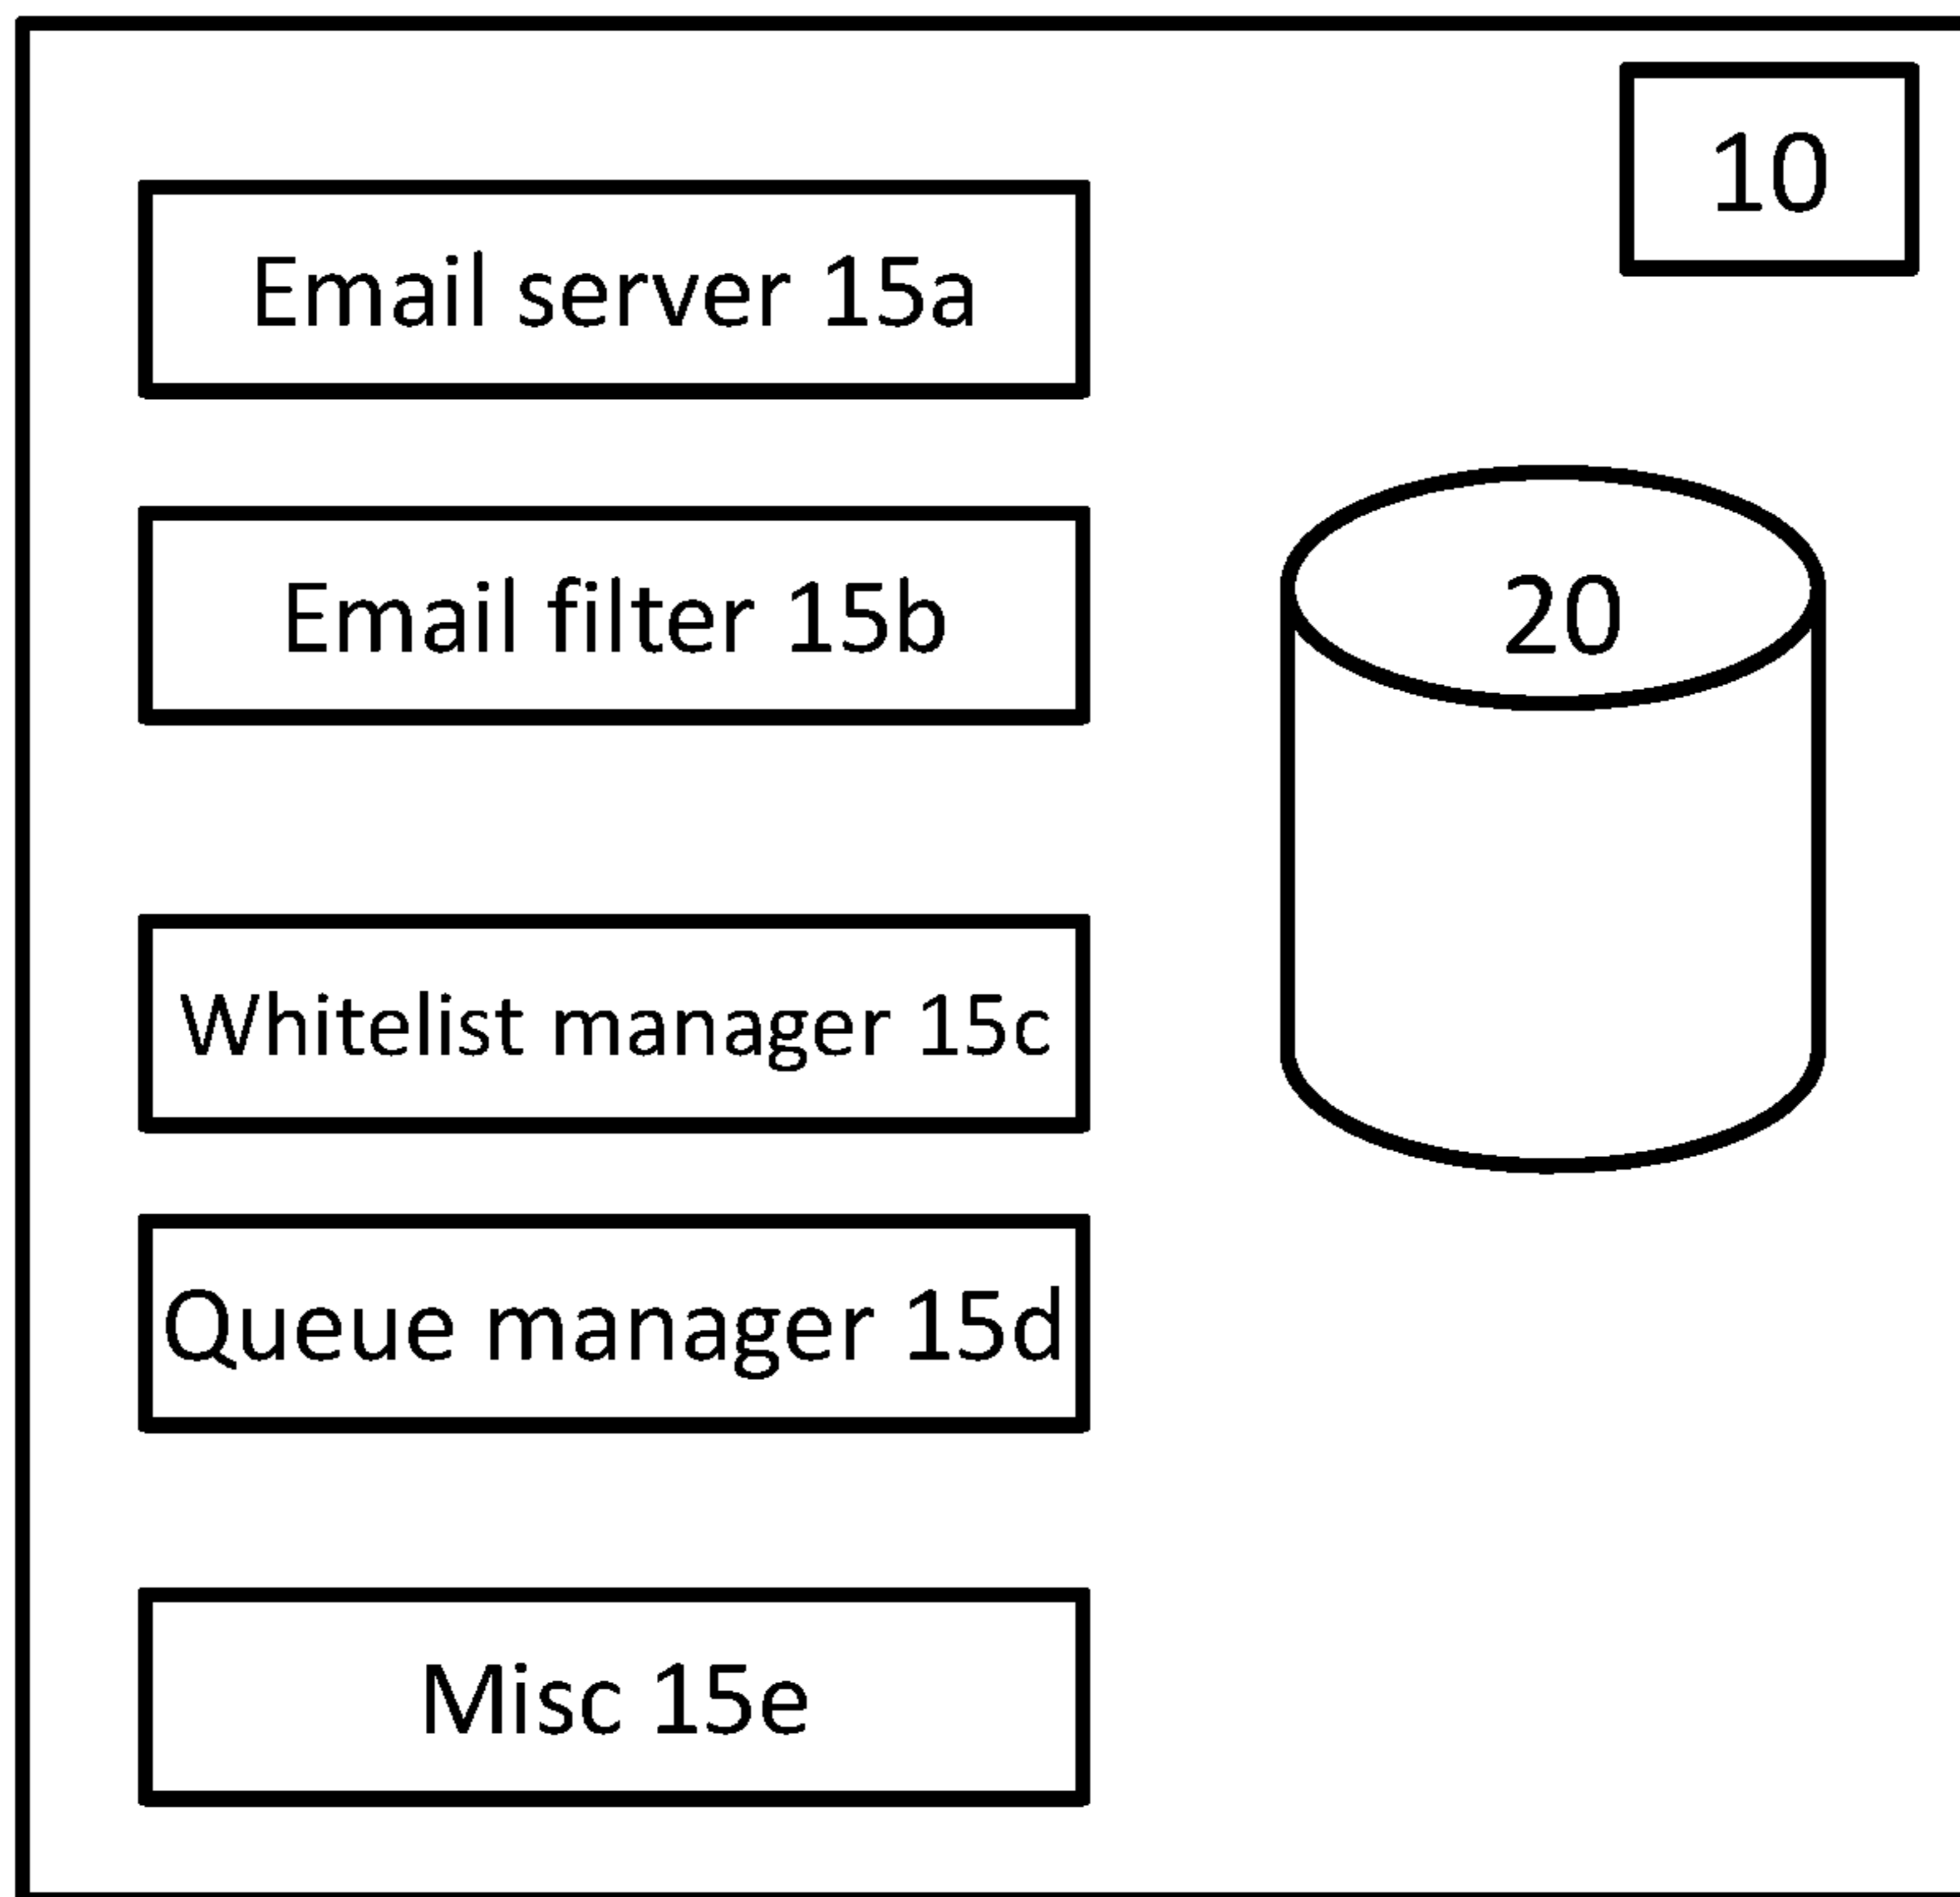 10
Email server 15a
Email filter 15b
20
Whitelist manager 15c
Queue manager 15d
Misc 15e